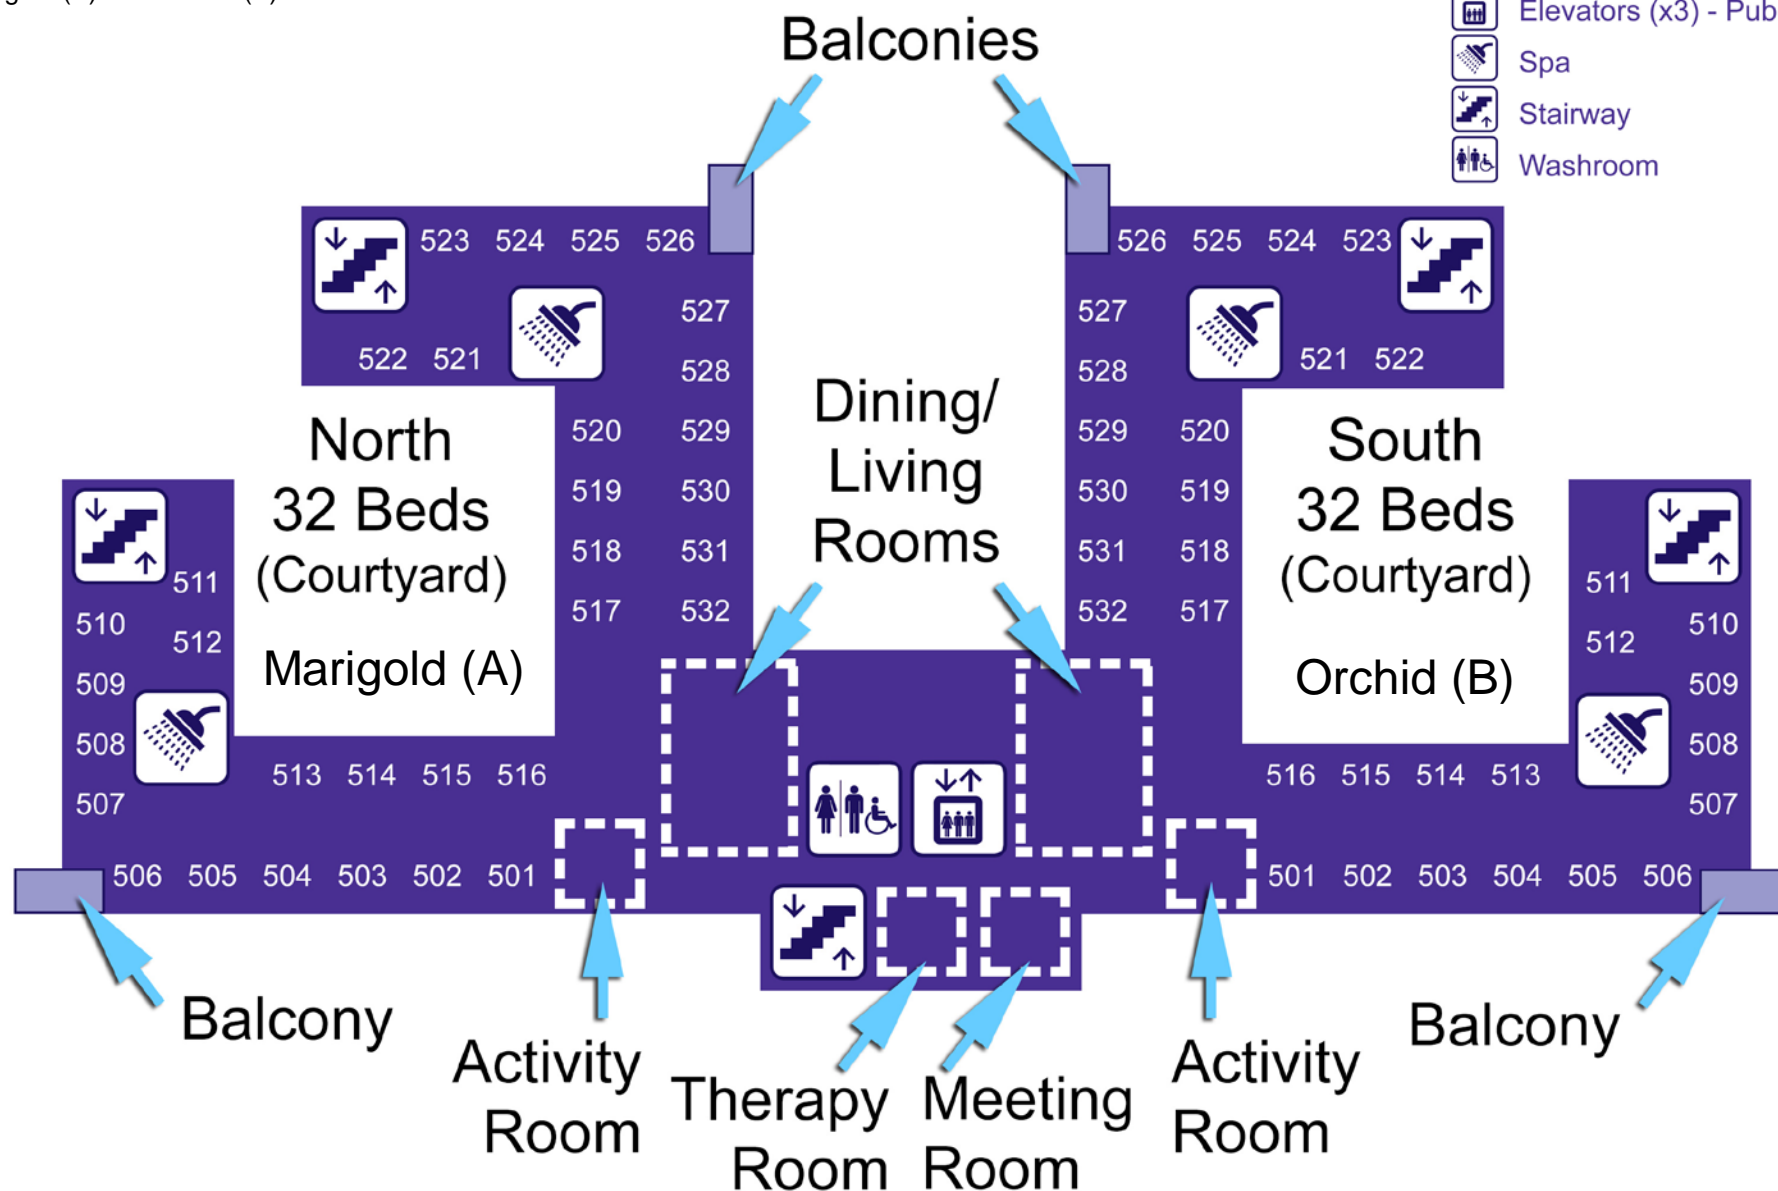 (
Elevators (x3) - Pub
Spa
Stairway
Washroom
Balconies
523 524 525 526
526 525 524 523
527
527
522 521
528
528
521 522
North
32 Beds
(Courtyard)
Marigold (A)
520 529
519 530
518 531
517 532
Dining/
Living
Rooms
529 520
530 519
531 518
532 517
South
32 Beds
(Courtyard)
Orchid (B)
511
510
512
509
508
507
511
510
512
509
508
507
513 514 515 516
516 515 514 513
506 505 504 503 502 501
501 502 503 504 505 506
Balcony
Activity
Room
Therapy
Room
Meeting
Room
Activity
Room
Balcony